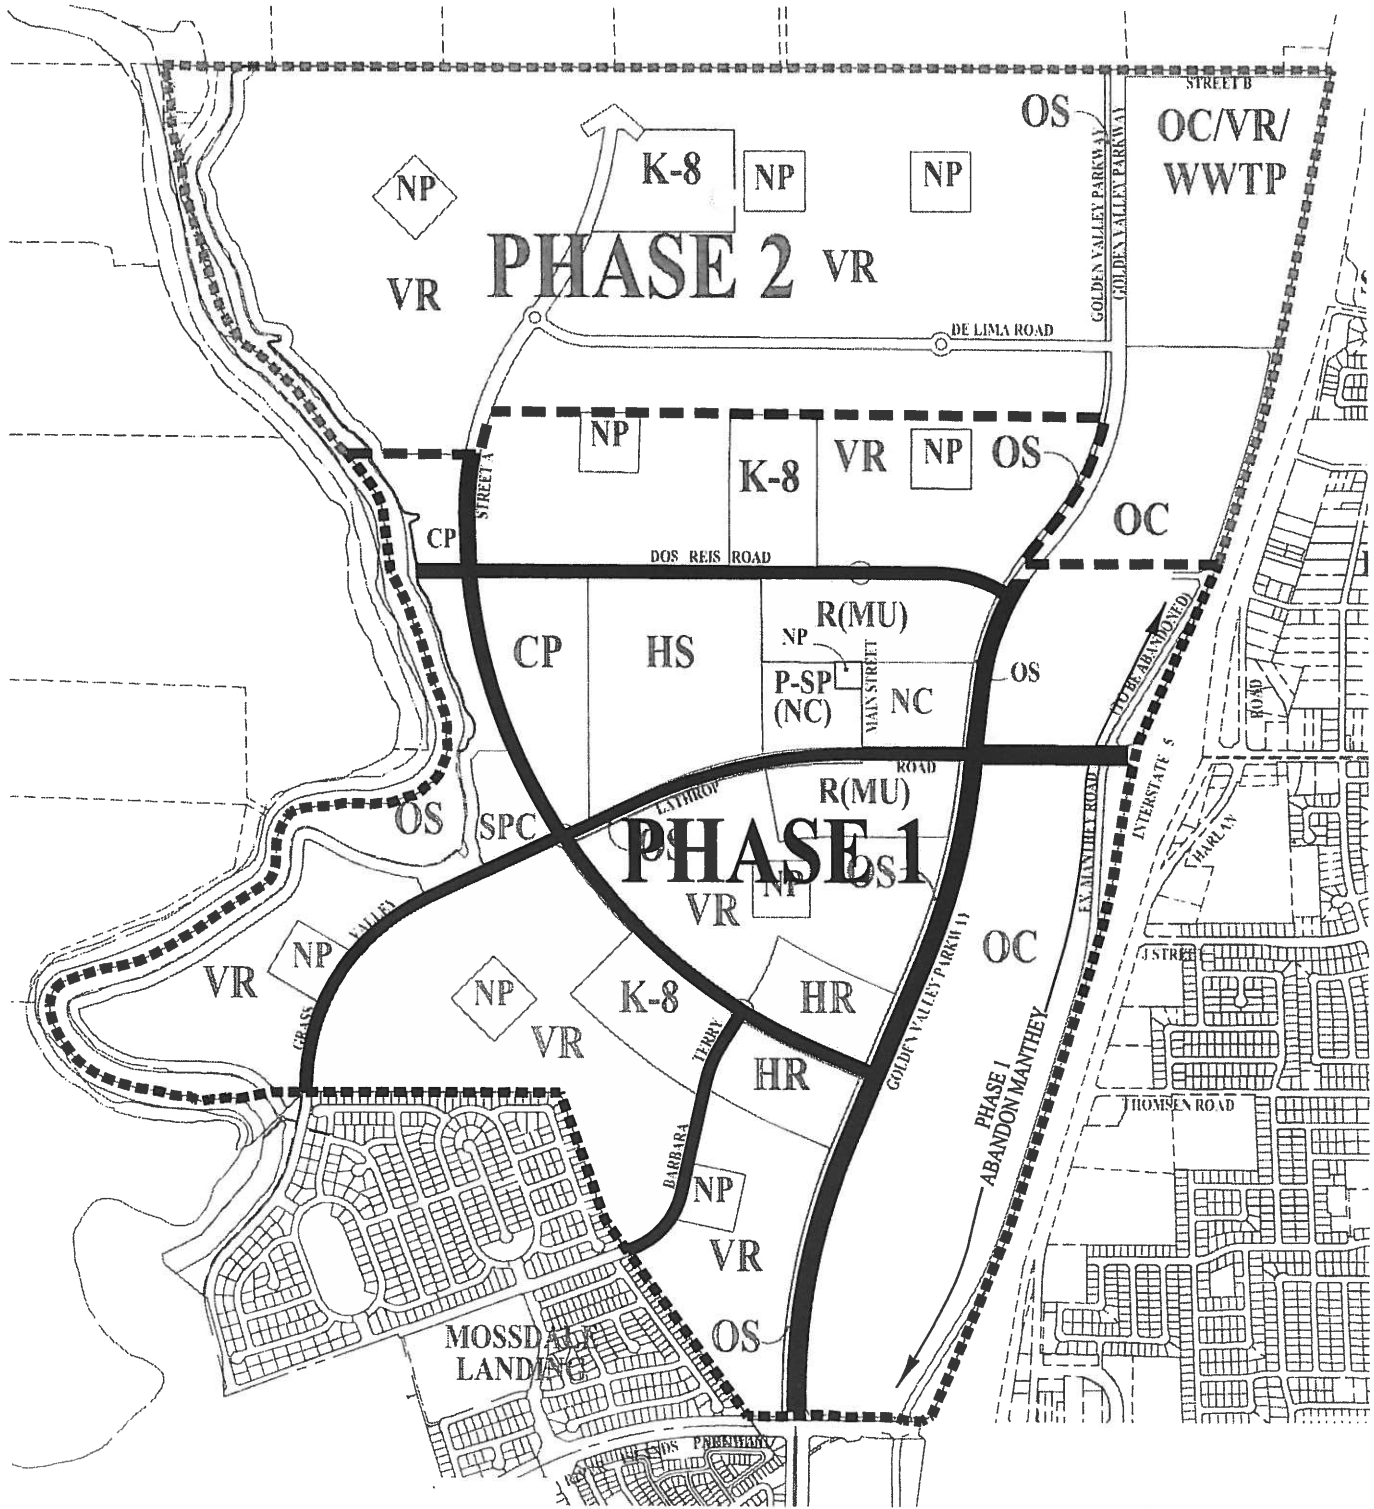 STREET B
OS
OC/VR/
WWTP
GOLDEN VALLEY PARKWAY
GOLDEN VALLEY PARKWAY
K-8
NP
NP
NP
PHASE 2
VR
VR
DE LIMA ROAD
NP
K-8
VR
NP
OS
STREET A
OC
CP
DOS REIS ROAD
CP
HS
R(MU)
NP
P-SP
(NC)
MAIN STREET
NC
OS
(TO BE ABANDONED)
ROAD
INTERSTATE 5
HARLAN
LATHROP
ROAD
R(MU)
OS
SPC
OS
PHASE 1
OS
NP
VR
EX. MANTHEY ROAD
OC
GOLDEN VALLEY PARKWAY
J STREET
VALLEY
GRASS
NP
VR
NP
VR
K-8
HR
HR
TERRY
BARBARA
PHASE 1
ABANDON MANTHEY
THOMSEN ROAD
NP
VR
OS
MOSSDALE
LANDING
PARKWAY